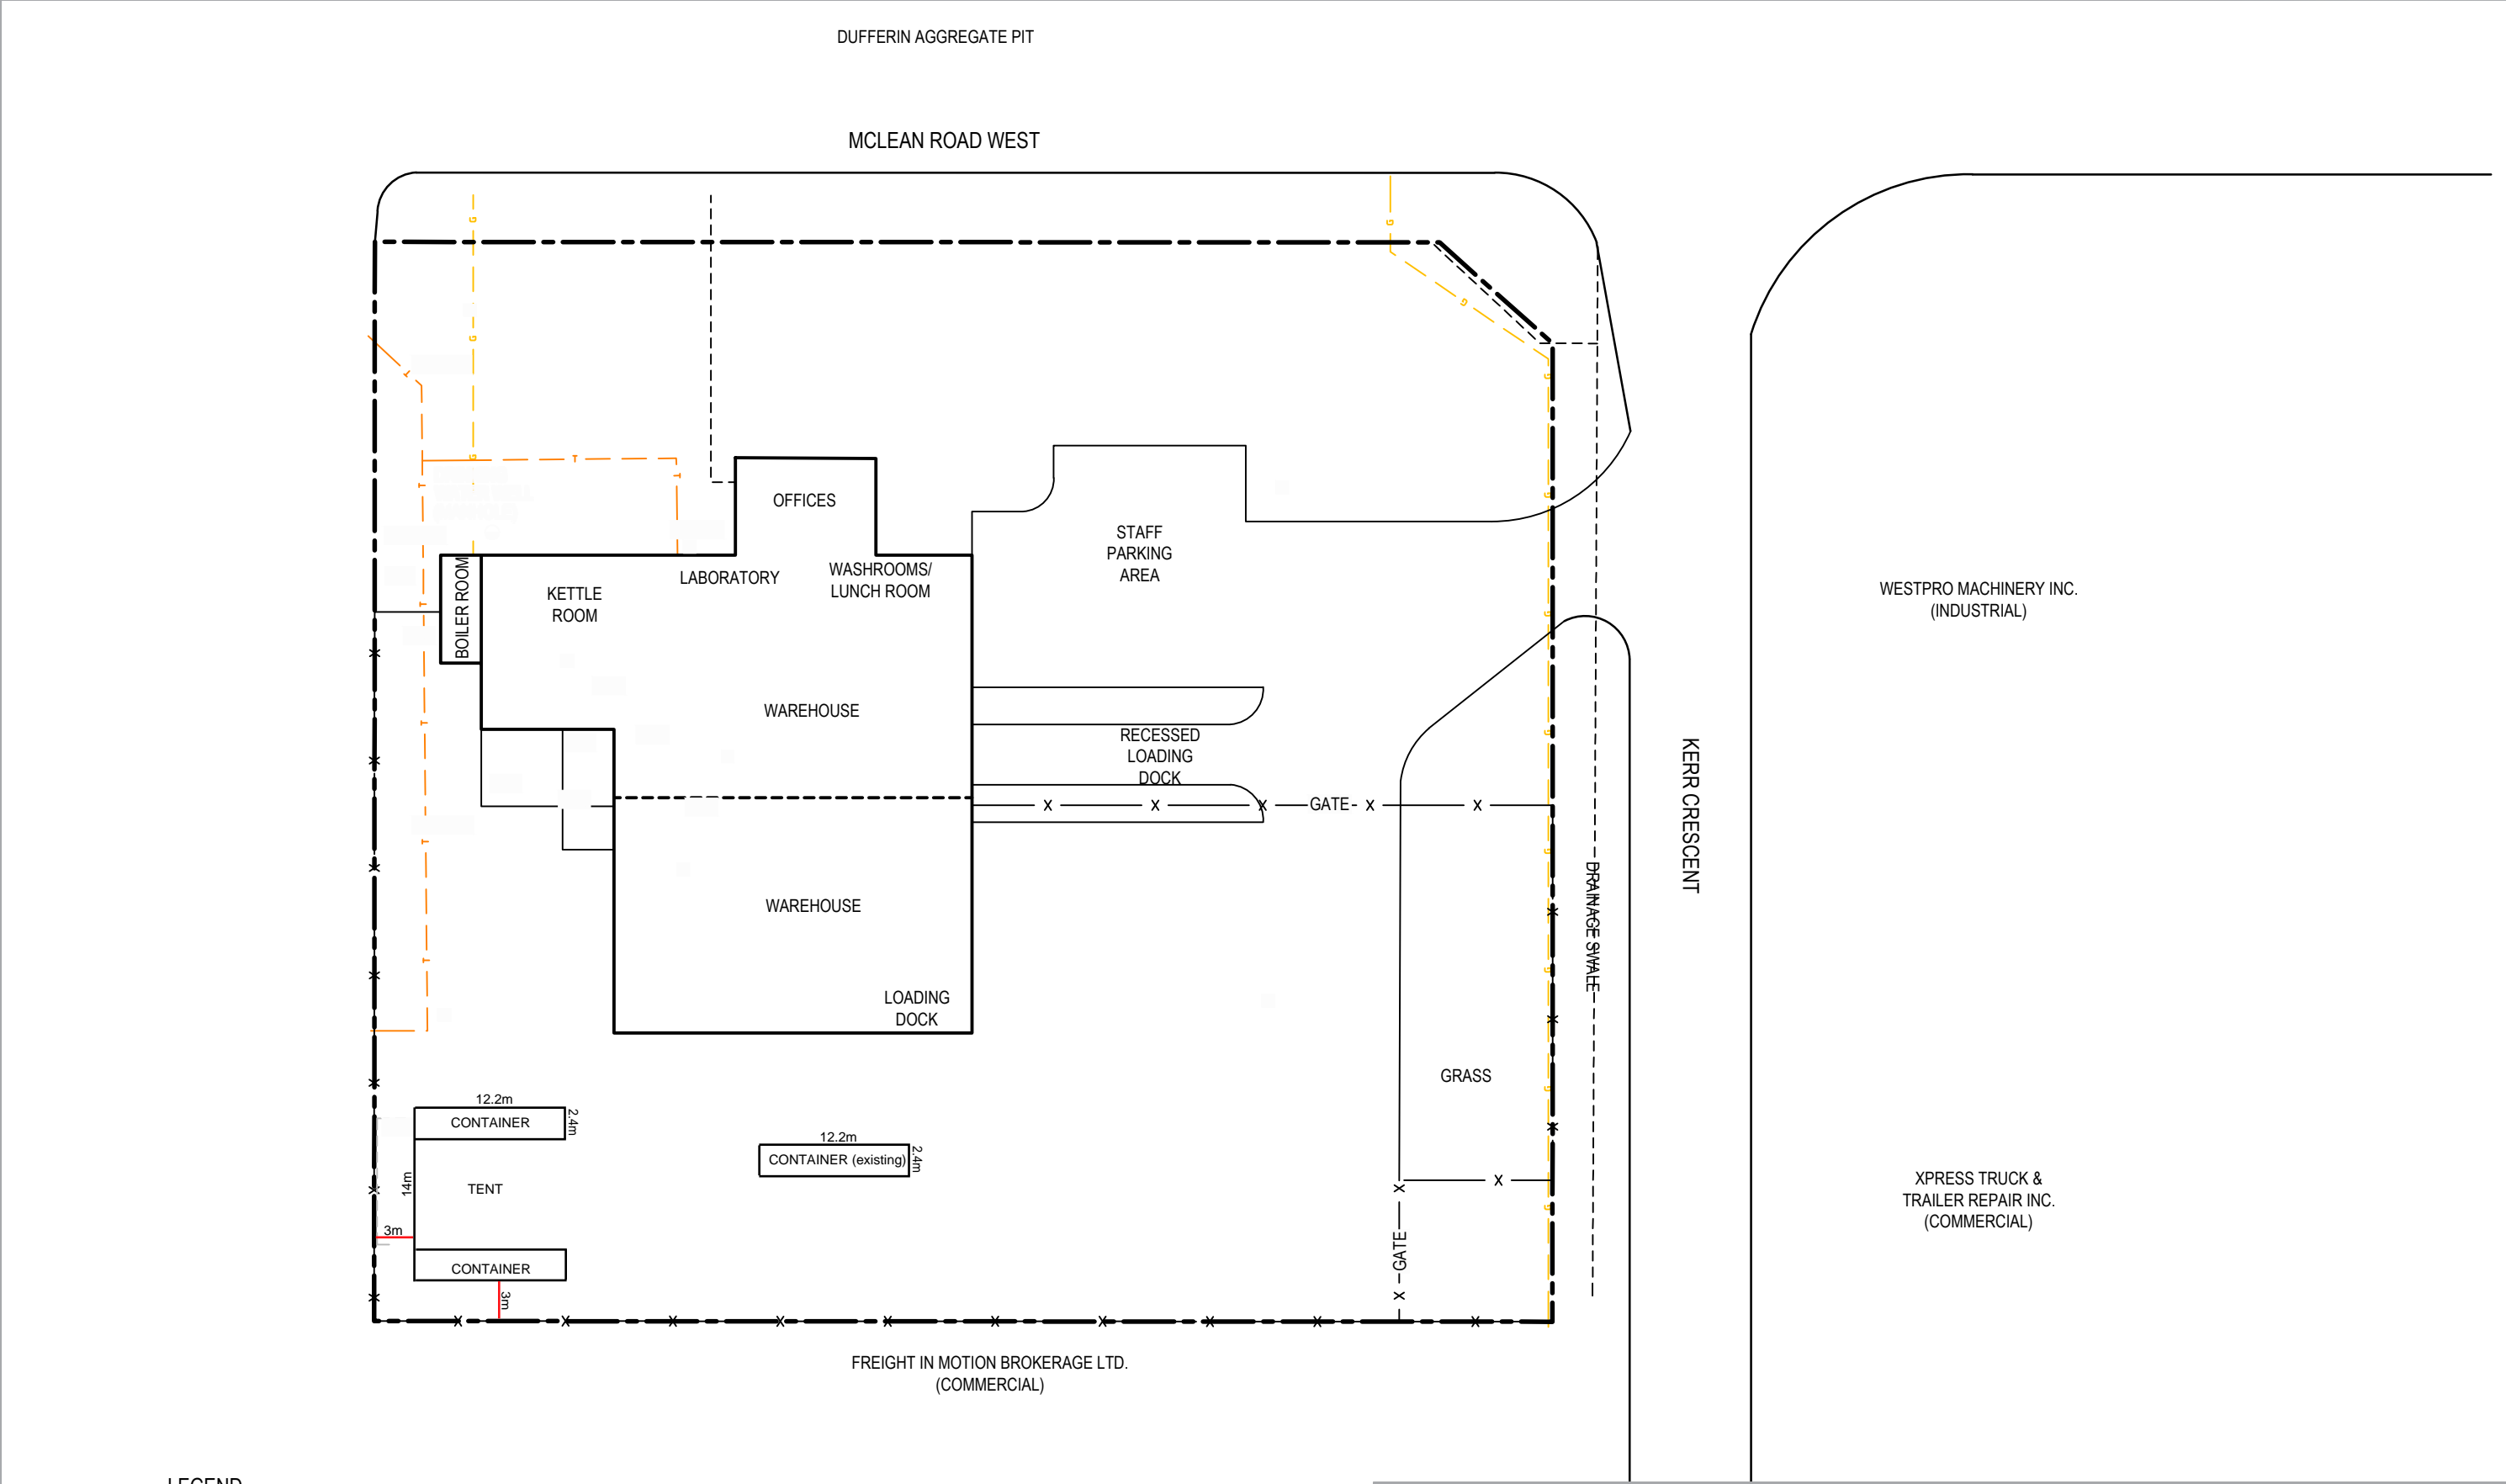 DUFFERIN AGGREGATE PIT
MCLEAN ROAD WEST
G
G
G
G
T
G
G
T
T
T
G
OFFICES
STAFF
PARKING
AREA
BOILER ROOM
KETTLE
ROOM
LABORATORY
WASHROOMS/
LUNCH ROOM
WESTPRO MACHINERY INC.
(INDUSTRIAL)
T
G
X
WAREHOUSE
T
G
RECESSED
LOADING
DOCK
KERR CRESCENT
X
X
X
X
GATE
X
X
T
G
X
DRAINAGE SWALE
WAREHOUSE
X
T
G
X
LOADING
DOCK
X
GRASS
X
G
12.2m
CONTAINER
2.4m
X
12.2m
CONTAINER (existing)
2.4m
14m
TENT
X
X
X
G
XPRESS TRUCK &
TRAILER REPAIR INC.
(COMMERCIAL)
3m
GATE
CONTAINER
3m
X
X
X
X
X
X
X
X
X
X
X
X
FREIGHT IN MOTION BROKERAGE LTD.
(COMMERCIAL)
LEGEND